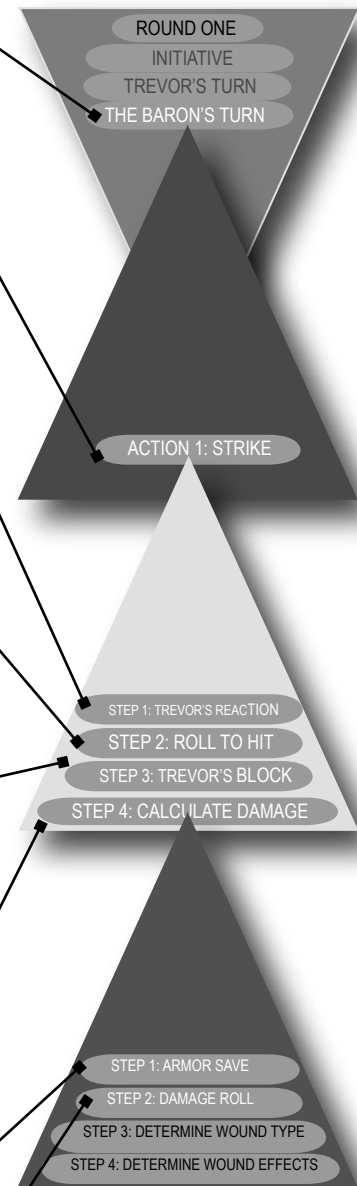 ROUND ONE
INITIATIVE
TREVOR'S TURN
THE BARON'S TURN
ACTION 1: STRIKE
STEP 1: TREVOR'S REACTION
STEP 2: ROLL TO HIT
STEP 3: TREVOR'S BLOCK
STEP 4: CALCULATE DAMAGE
STEP 1: ARMOR SAVE
STEP 2: DAMAGE ROLL
STEP 3: DETERMINE WOUND TYPE
STEP 4: DETERMINE WOUND EFFECTS